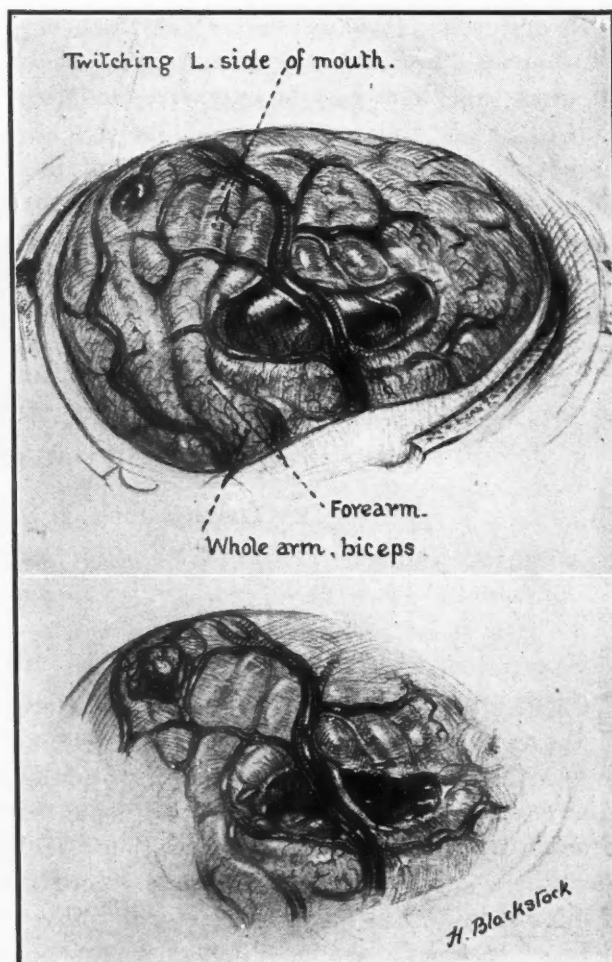 Twitching L. side of mouth.
Forearm.
Whole arm, biceps
H. Blackstock